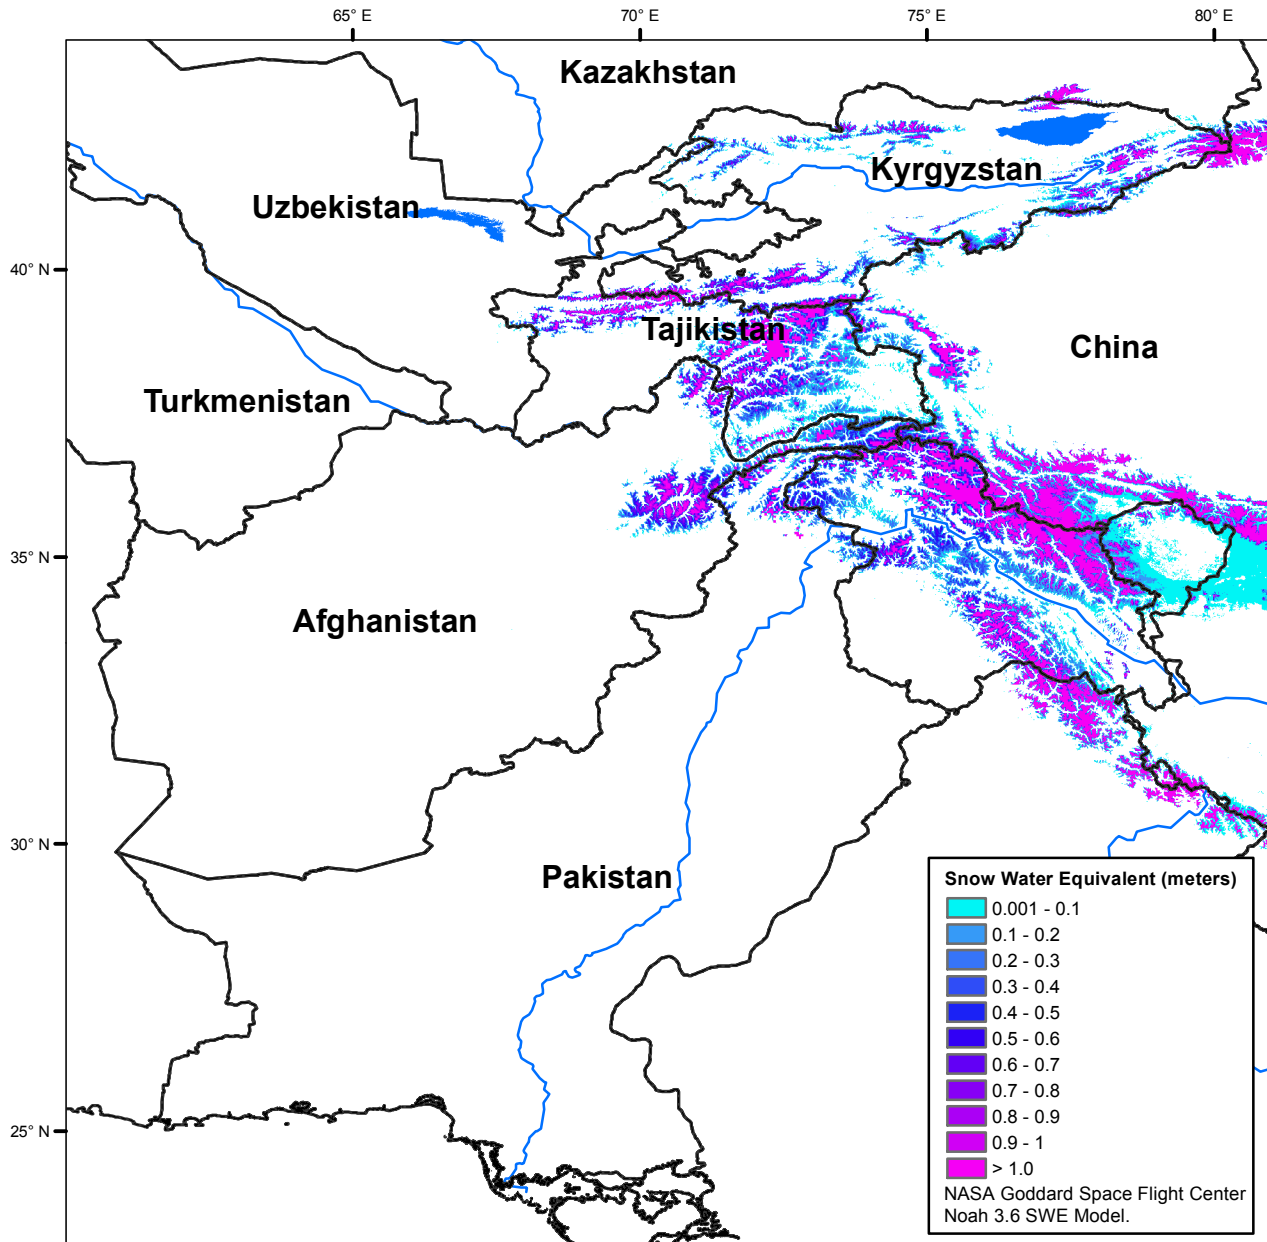 65° E
70° E
75° E
80° E
Kazakhstan
Kyrgyzstan
Uzbekistan
40° N
Tajikistan
China
Turkmenistan
35° N
Afghanistan
30° N
Pakistan
25° N
Snow Water Equivalent (meters)
0.001 - 0.1
0.1 - 0.2
0.2 - 0.3
0.3 - 0.4
0.4 - 0.5
0.5 - 0.6
0.6 - 0.7
0.7 - 0.8
0.8 - 0.9
0.9 - 1
> 1.0
NASA Goddard Space Flight Center
Noah 3.6 SWE Model.